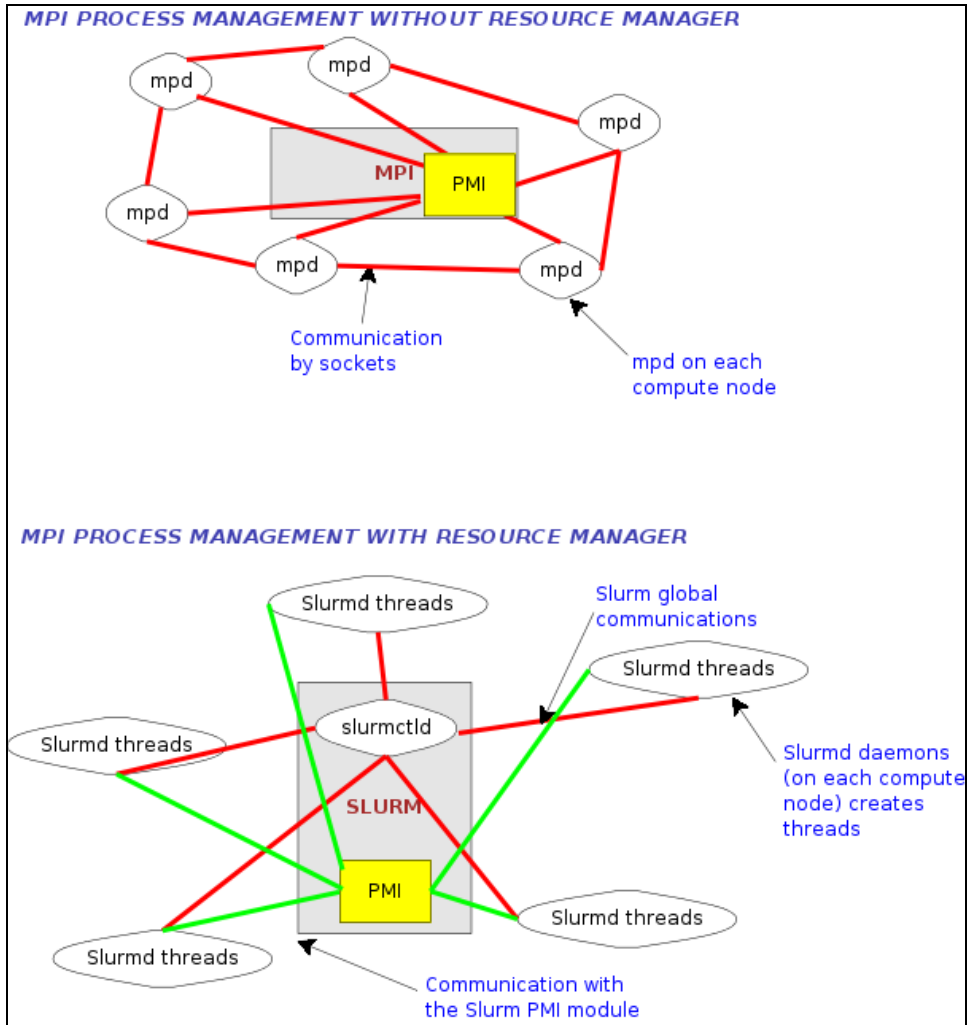 MPI PROCESS MANAGEMENT WITHOUT RESOURCE MANAGER
mpd
mpd
mpd
MPI
PMI
mpd
mpd
mpd
Communication
by sockets
mpd on each
compute node
MPI PROCESS MANAGEMENT WITH RESOURCE MANAGER
Slurmd threads
Slurm global
communications
Slurmd threads
slurmctld
Slurmd threads
Slurmd daemons
(on each compute
node) creates
threads
SLURM
PMI
Slurmd threads
Slurmd threads
Communication with
the Slurm PMI module